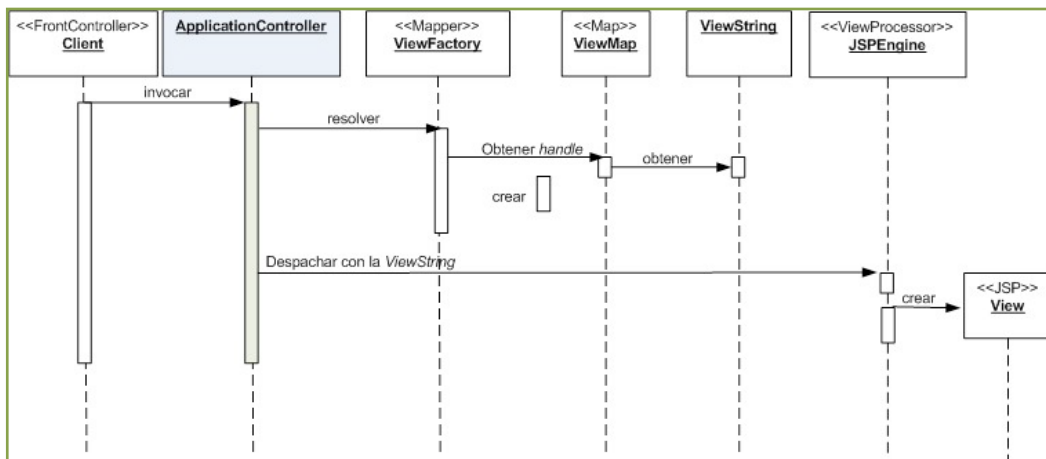 <<FrontController>>
Client
ApplicationController
<<Mapper>>
ViewFactory
<<Map>>
ViewMap
ViewString
<<ViewProcessor>>
JSPEngine
invocar
resolver
Obtener handle
obtener
crear
Despachar con la ViewString
crear
<<JSP>>
View